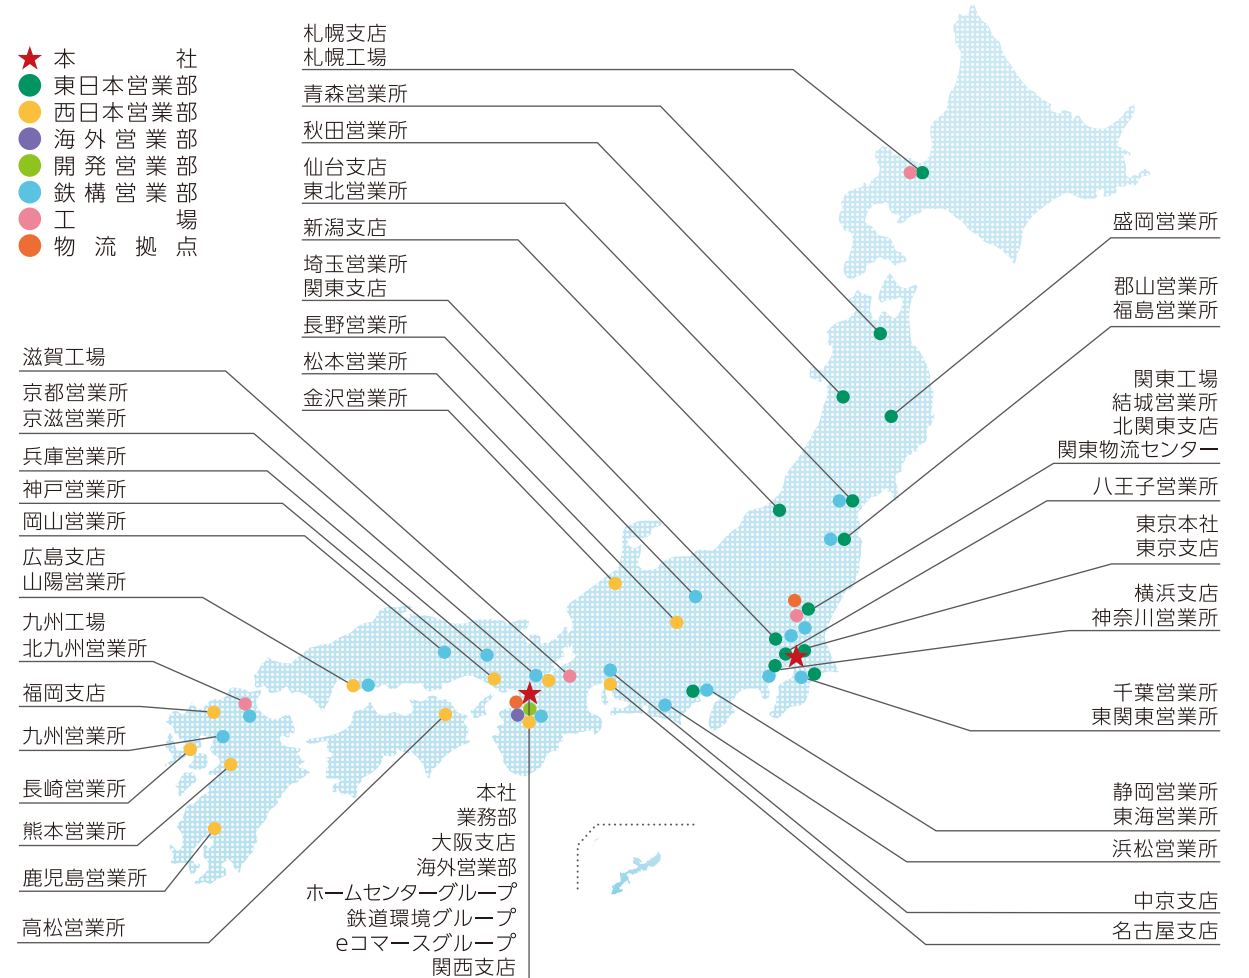 本社
東日本営業部
西日本営業部
海外営業部
開発営業部
鉄構営業部
工場
物流拠点
札幌支店
札幌工場
青森営業所
秋田営業所
仙台支店
東北営業所
新潟支店
埼玉営業所
関東支店
長野営業所
松本営業所
金沢営業所
滋賀工場
京都営業所
京滋営業所
兵庫営業所
神戸営業所
岡山営業所
広島支店
山陽営業所
九州工場
北九州営業所
福岡支店
九州営業所
長崎営業所
熊本営業所
鹿児島営業所
高松営業所
本社
業務部
大阪支店
海外営業部
ホームセンターグループ
鉄道環境グループ
eコマースグループ
関西支店
盛岡営業所
郡山営業所
福島営業所
関東工場
結城営業所
北関東支店
関東物流センター
八王子営業所
東京本社
東京支店
横浜支店
神奈川営業所
千葉営業所
東関東営業所
静岡営業所
東海営業所
浜松営業所
中京支店
名古屋支店